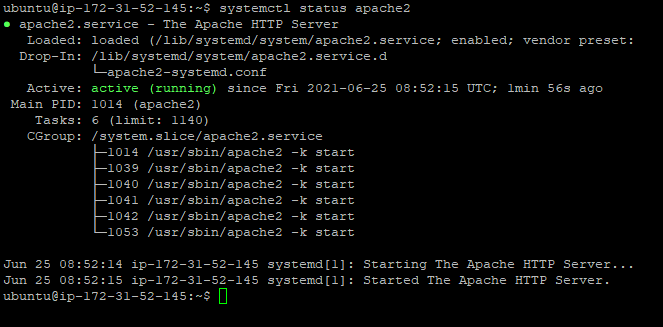 ubuntu@ip-172-31-52-145:~$ systemctl status apache2
● apache2.service - The Apache HTTP Server
   Loaded: loaded (/lib/systemd/system/apache2.service; enabled; vendor preset:
  Drop-In: /lib/systemd/system/apache2.service.d
           └─apache2-systemd.conf
   Active: active (running) since Fri 2021-06-25 08:52:15 UTC; 1min 56s ago
 Main PID: 1014 (apache2)
    Tasks: 6 (limit: 1140)
   CGroup: /system.slice/apache2.service
           ├─1014 /usr/sbin/apache2 -k start
           ├─1039 /usr/sbin/apache2 -k start
           ├─1040 /usr/sbin/apache2 -k start
           ├─1041 /usr/sbin/apache2 -k start
           ├─1042 /usr/sbin/apache2 -k start
           └─1053 /usr/sbin/apache2 -k start

Jun 25 08:52:14 ip-172-31-52-145 systemd[1]: Starting The Apache HTTP Server...
Jun 25 08:52:15 ip-172-31-52-145 systemd[1]: Started The Apache HTTP Server.
ubuntu@ip-172-31-52-145:~$